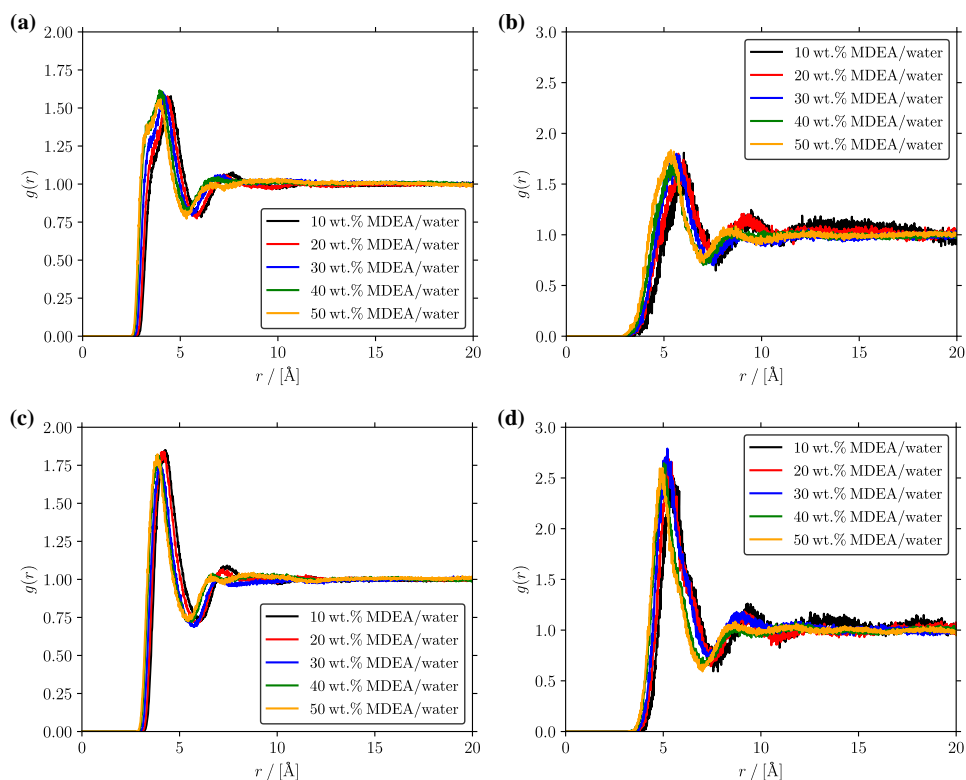 (a)
2.00
1.75
1.50
1.25
1.00
0.75
0.50
0.25
0.00
g(r)
10 wt.% MDEA/water
20 wt.% MDEA/water
30 wt.% MDEA/water
40 wt.% MDEA/water
50 wt.% MDEA/water
0 5 10 15 20
r / [Å]
(b)
3.0
2.5
2.0
1.5
1.0
0.5
0.0
g(r)
10 wt.% MDEA/water
20 wt.% MDEA/water
30 wt.% MDEA/water
40 wt.% MDEA/water
50 wt.% MDEA/water
0 5 10 15 20
r / [Å]
(c)
2.00
1.75
1.50
1.25
1.00
0.75
0.50
0.25
0.00
g(r)
10 wt.% MDEA/water
20 wt.% MDEA/water
30 wt.% MDEA/water
40 wt.% MDEA/water
50 wt.% MDEA/water
0 5 10 15 20
r / [Å]
(d)
3.0
2.5
2.0
1.5
1.0
0.5
0.0
g(r)
10 wt.% MDEA/water
20 wt.% MDEA/water
30 wt.% MDEA/water
40 wt.% MDEA/water
50 wt.% MDEA/water
0 5 10 15 20
r / [Å]